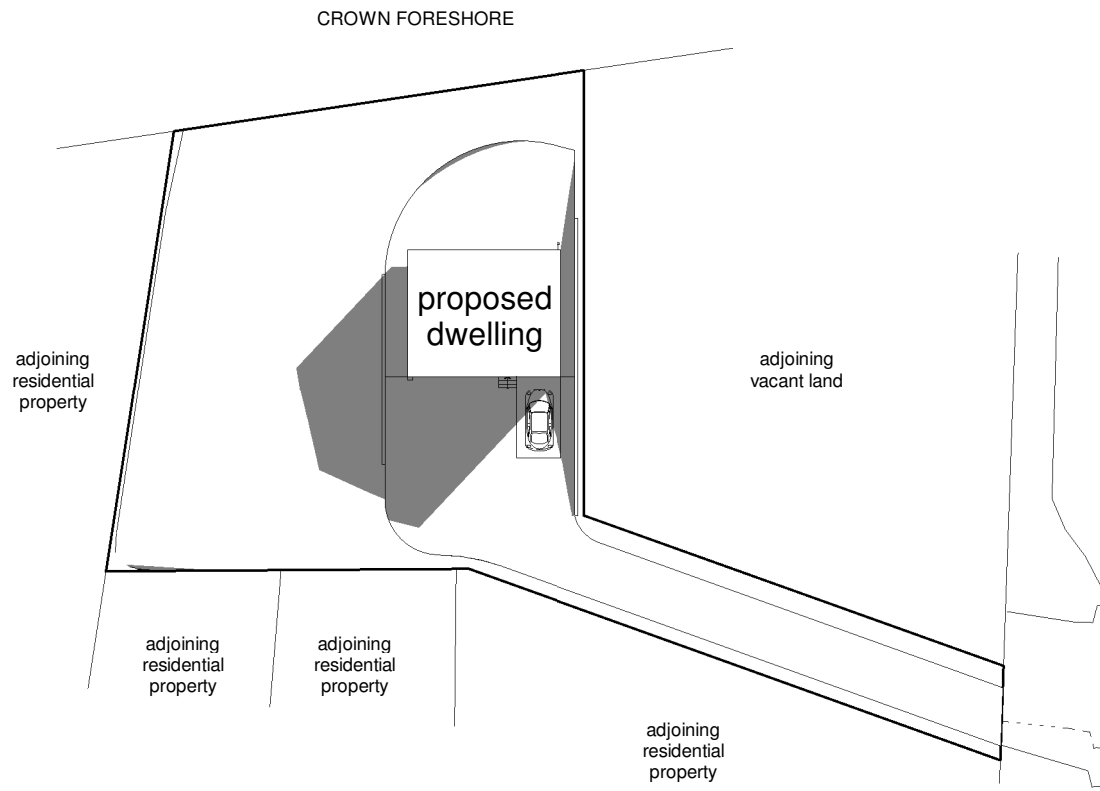 CROWN FORESHORE
proposed
dwelling
adjoining
residential
property
adjoining
vacant land
adjoining
residential
property
adjoining
residential
property
adjoining
residential
property